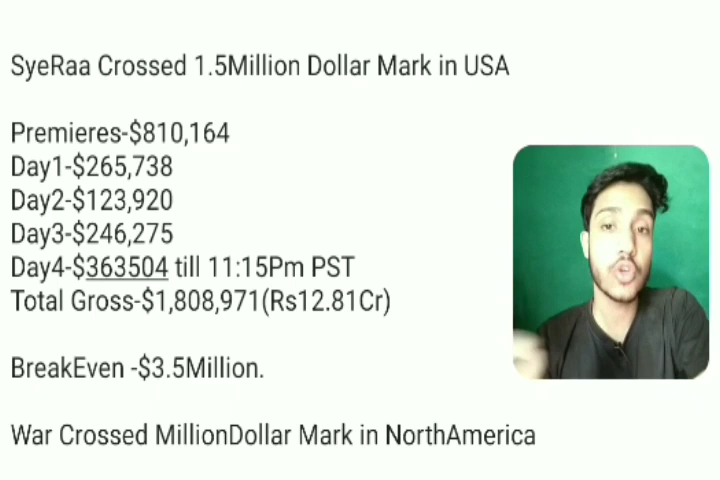 SyeRaa Crossed 1.5Million Dollar Mark in USA
Premieres-$810,164
Day1-$265,738
Day2-$123,920
Day3-$246,275
Day4-$363504 till 11:15Pm PST
Total Gross-$1,808,971(Rs12.81Cr)
BreakEven -$3.5Million.
War Crossed MillionDollar Mark in NorthAmerica